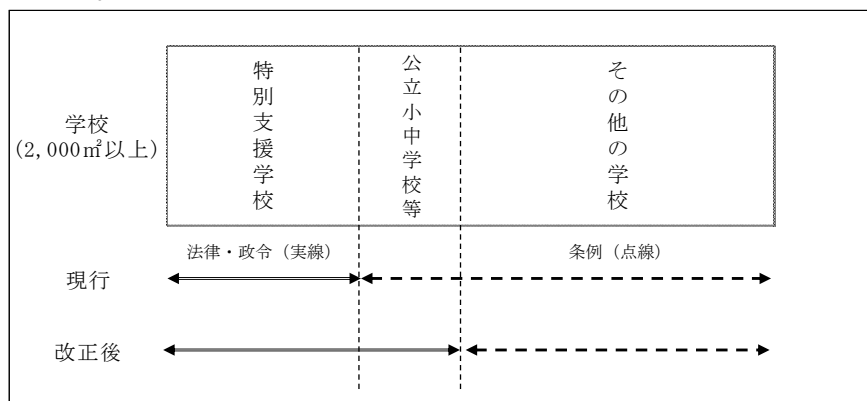 学校
(2,000㎡以上)
特別支援学校
公立小中学校等
その他の学校
法律・政令（実線）
条例（点線）
現行
改正後